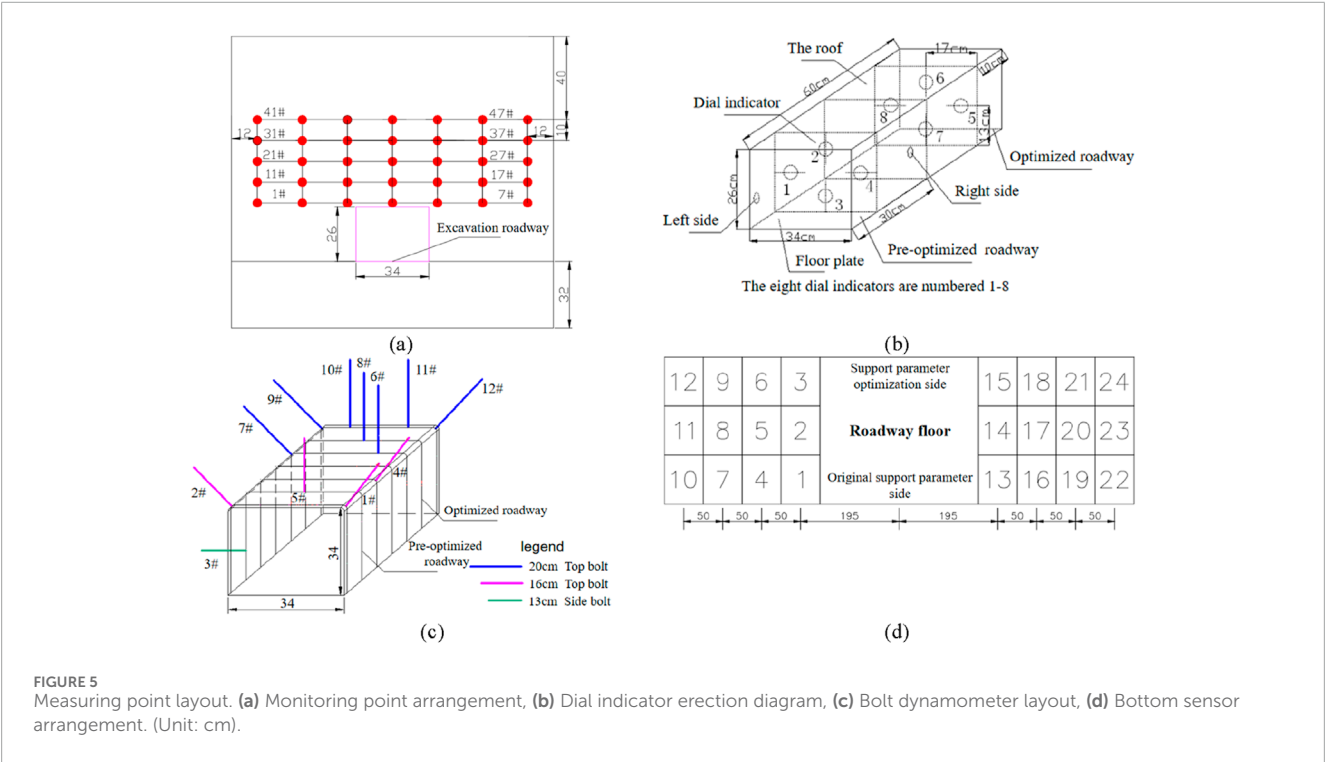 41#
47#
40
12
31#
37#
12
10
21#
27#
11#
17#
1#
7#
26
Excavation roadway
34
32
(a)
The roof
17cm
60cm
10cm
6
Dial indicator
8
5
13cm
2
7
Optimized roadway
1
4
26cm
3
Right side
Left side
30cm
34cm
Pre-optimized roadway
Floor plate
The eight dial indicators are numbered 1-8
(b)
10#
8#
6#
11#
12#
9#
7#
2#
5#
4#
1#
Optimized roadway
Pre-optimized
roadway
3#
34
34
legend
20cm Top bolt
16cm Top bolt
13cm Side bolt
(c)
12 9 6 3 Support parameter
optimization side 15 18 21 24
11 8 5 2 Roadway floor 14 17 20 23
10 7 4 1 Original support parameter
side 13 16 19 22
50 50 50 195 195 50 50 50
(d)
FIGURE 5
Measuring point layout. (a) Monitoring point arrangement, (b) Dial indicator erection diagram, (c) Bolt dynamometer layout, (d) Bottom sensor
arrangement. (Unit: cm).